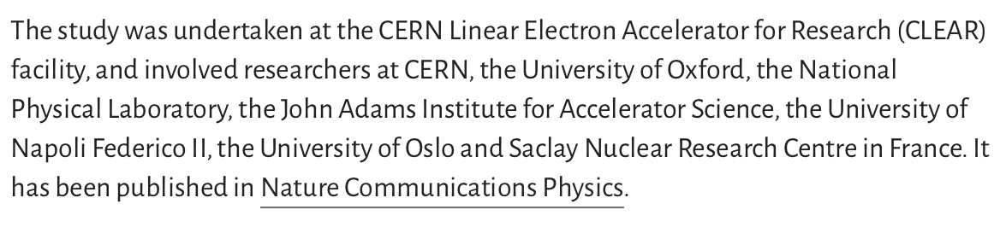 The study was undertaken at the CERN Linear Electron Accelerator for Research (CLEAR)
facility, and involved researchers at CERN, the University of Oxford, the National
Physical Laboratory, the John Adams Institute for Accelerator Science, the University of
Napoli Federico II, the University of Oslo and Saclay Nuclear Research Centre in France. It
has been published in Nature Communications Physics.